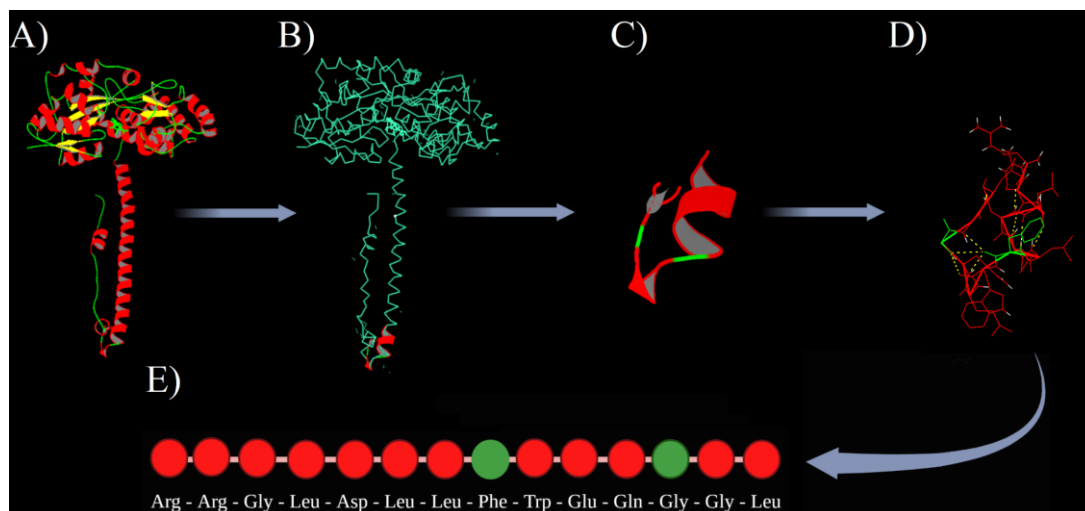 A)
B)
C)
D)
E)
Arg - Arg - Gly - Leu - Asp - Leu - Leu - Phe - Trp - Glu - Gln - Gly - Gly - Leu